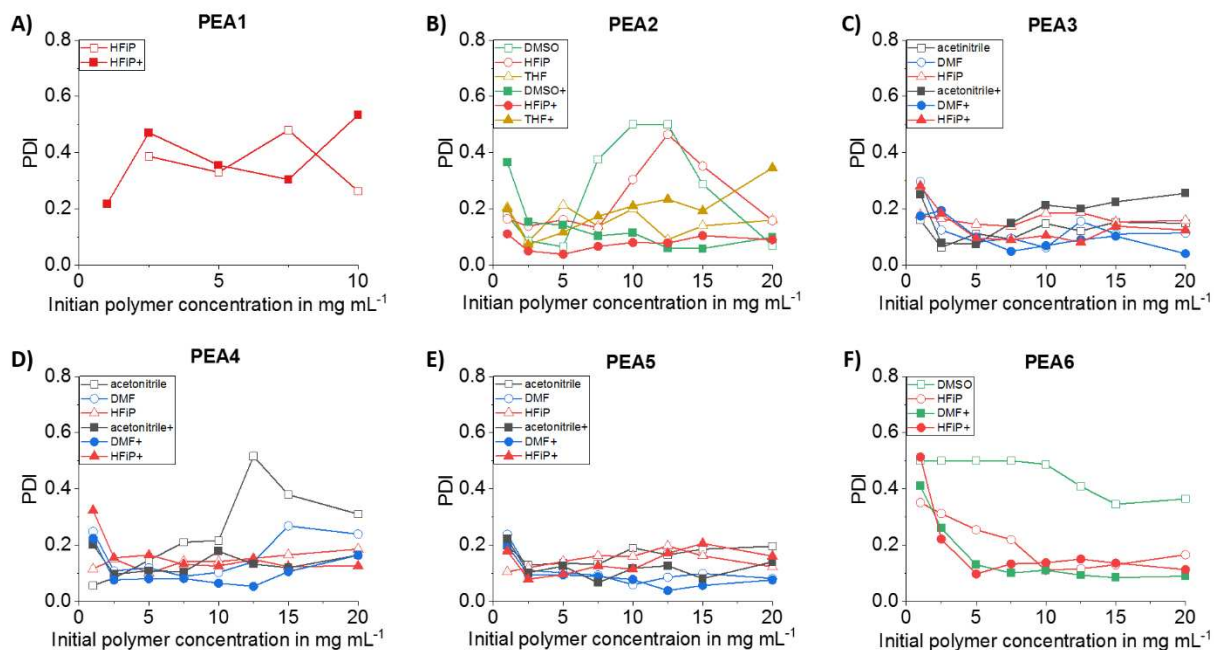 A)
PEA1
HFiP
HFiP+
0.8
0.6
0.4
0.2
0.0
PDI
0
5
10
Initian polymer concentration in mg mL⁻¹
B)
PEA2
DMSO
HFiP
THF
DMSO+
HFiP+
THF+
0.8
0.6
0.4
0.2
0.0
PDI
0
5
10
15
20
Initian polymer concentration in mg mL⁻¹
C)
PEA3
acetinitrile
DMF
HFiP
acetonitrile+
DMF+
HFiP+
0.8
0.6
0.4
0.2
0.0
PDI
0
5
10
15
20
Initial polymer concentration in mg mL⁻¹
D)
PEA4
acetonitrile
DMF
HFiP
acetonitrile+
DMF+
HFiP+
0.8
0.6
0.4
0.2
0.0
PDI
0
5
10
15
20
Initial polymer concentration in mg mL⁻¹
E)
PEA5
acetonitrile
DMF
HFiP
acetonitrile+
DMF+
HFiP+
0.8
0.6
0.4
0.2
0.0
PDI
0
5
10
15
20
Initial polymer concentraion in mg mL⁻¹
F)
PEA6
DMSO
HFiP
DMF+
HFiP+
0.8
0.6
0.4
0.2
0.0
PDI
0
5
10
15
20
Initial polymer concentration in mg mL⁻¹